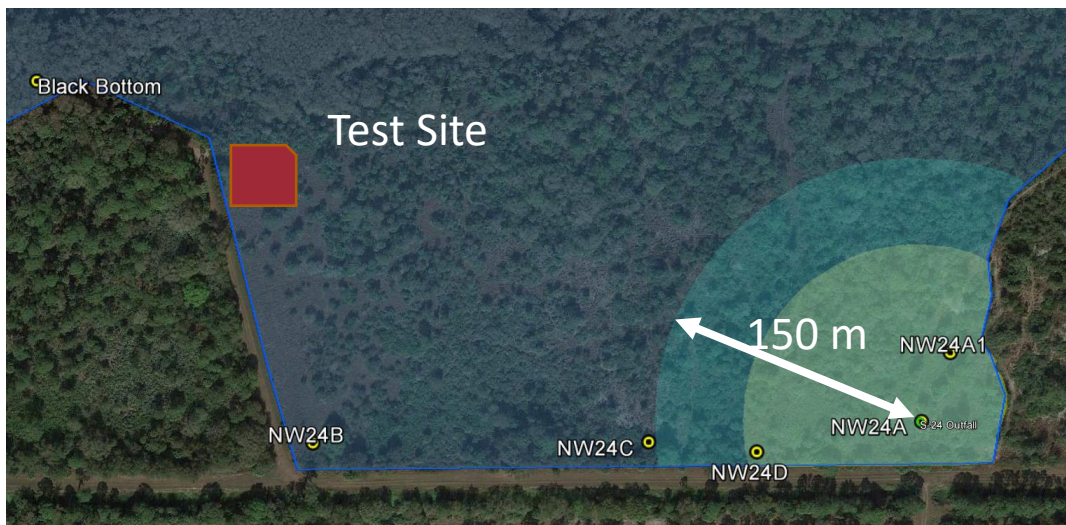 Black Bottom
Test Site
150 m
NW24A1
NW24A
S-24 Outfall
NW24B
NW24C
NW24D